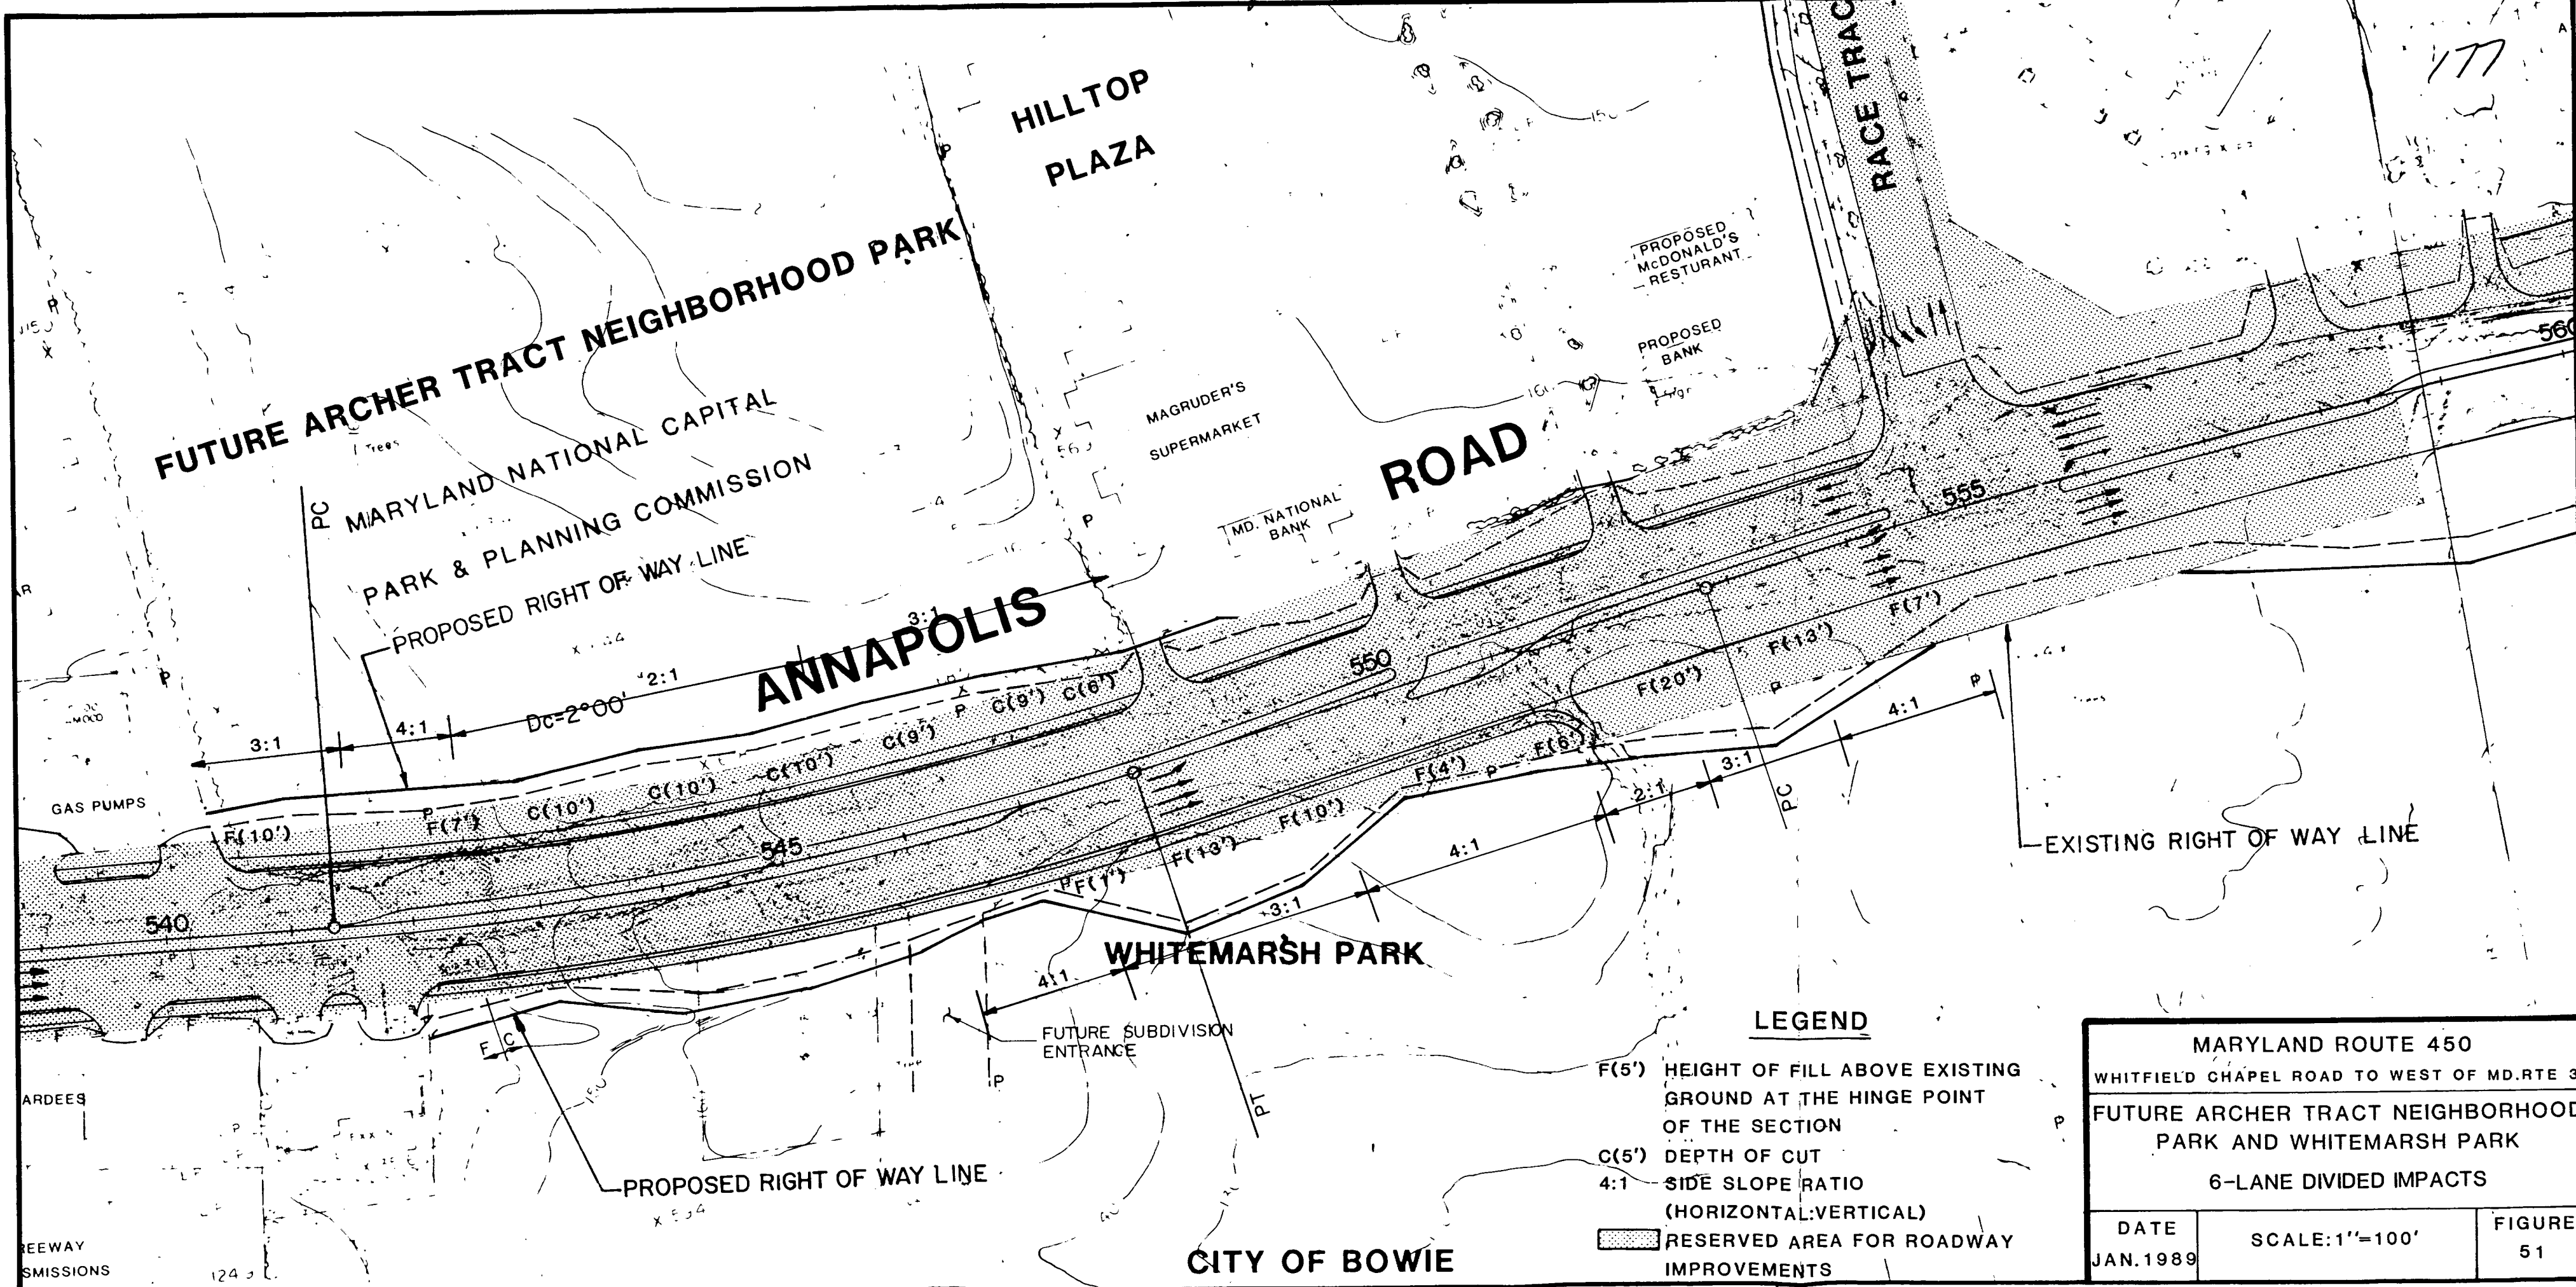 177
HILLTOP
PLAZA
RACE TRAC
FUTURE ARCHER TRACT NEIGHBORHOOD PARK
MARYLAND NATIONAL CAPITAL
PARK & PLANNING COMMISSION
PROPOSED RIGHT OF WAY LINE
PROPOSED
McDONALD'S
RESTURANT
PROPOSED
BANK
MAGRUDER'S
SUPERMARKET
MD. NATIONAL
BANK
ANNAPOLIS
ROAD
Trees
PC
3:1
4:1
Dc=2°00'
2:1
3:1
GAS PUMPS
F(10')
F(7')
C(10')
C(10')
C(10')
C(9')
C(9')
C(6')
540
545
550
555
560
F(1')
F(13')
F(10')
F(4')
F(6')
F(20')
F(13')
F(7')
4:1
3:1
4:1
2:1
3:1
4:1
PC
PT
EXISTING RIGHT OF WAY LINE
WHITEMARSH PARK
FUTURE SUBDIVISION
ENTRANCE
F C
PROPOSED RIGHT OF WAY LINE
ARDEES
REEWAY
SMISSIONS
CITY OF BOWIE
LEGEND
F(5') HEIGHT OF FILL ABOVE EXISTING
GROUND AT THE HINGE POINT
OF THE SECTION
C(5') DEPTH OF CUT
4:1 SIDE SLOPE RATIO
(HORIZONTAL:VERTICAL)
RESERVED AREA FOR ROADWAY
IMPROVEMENTS
MARYLAND ROUTE 450
WHITFIELD CHAPEL ROAD TO WEST OF MD.RTE 3
FUTURE ARCHER TRACT NEIGHBORHOOD
PARK AND WHITEMARSH PARK
6-LANE DIVIDED IMPACTS
DATE
JAN.1989
SCALE:1"=100'
FIGURE
51